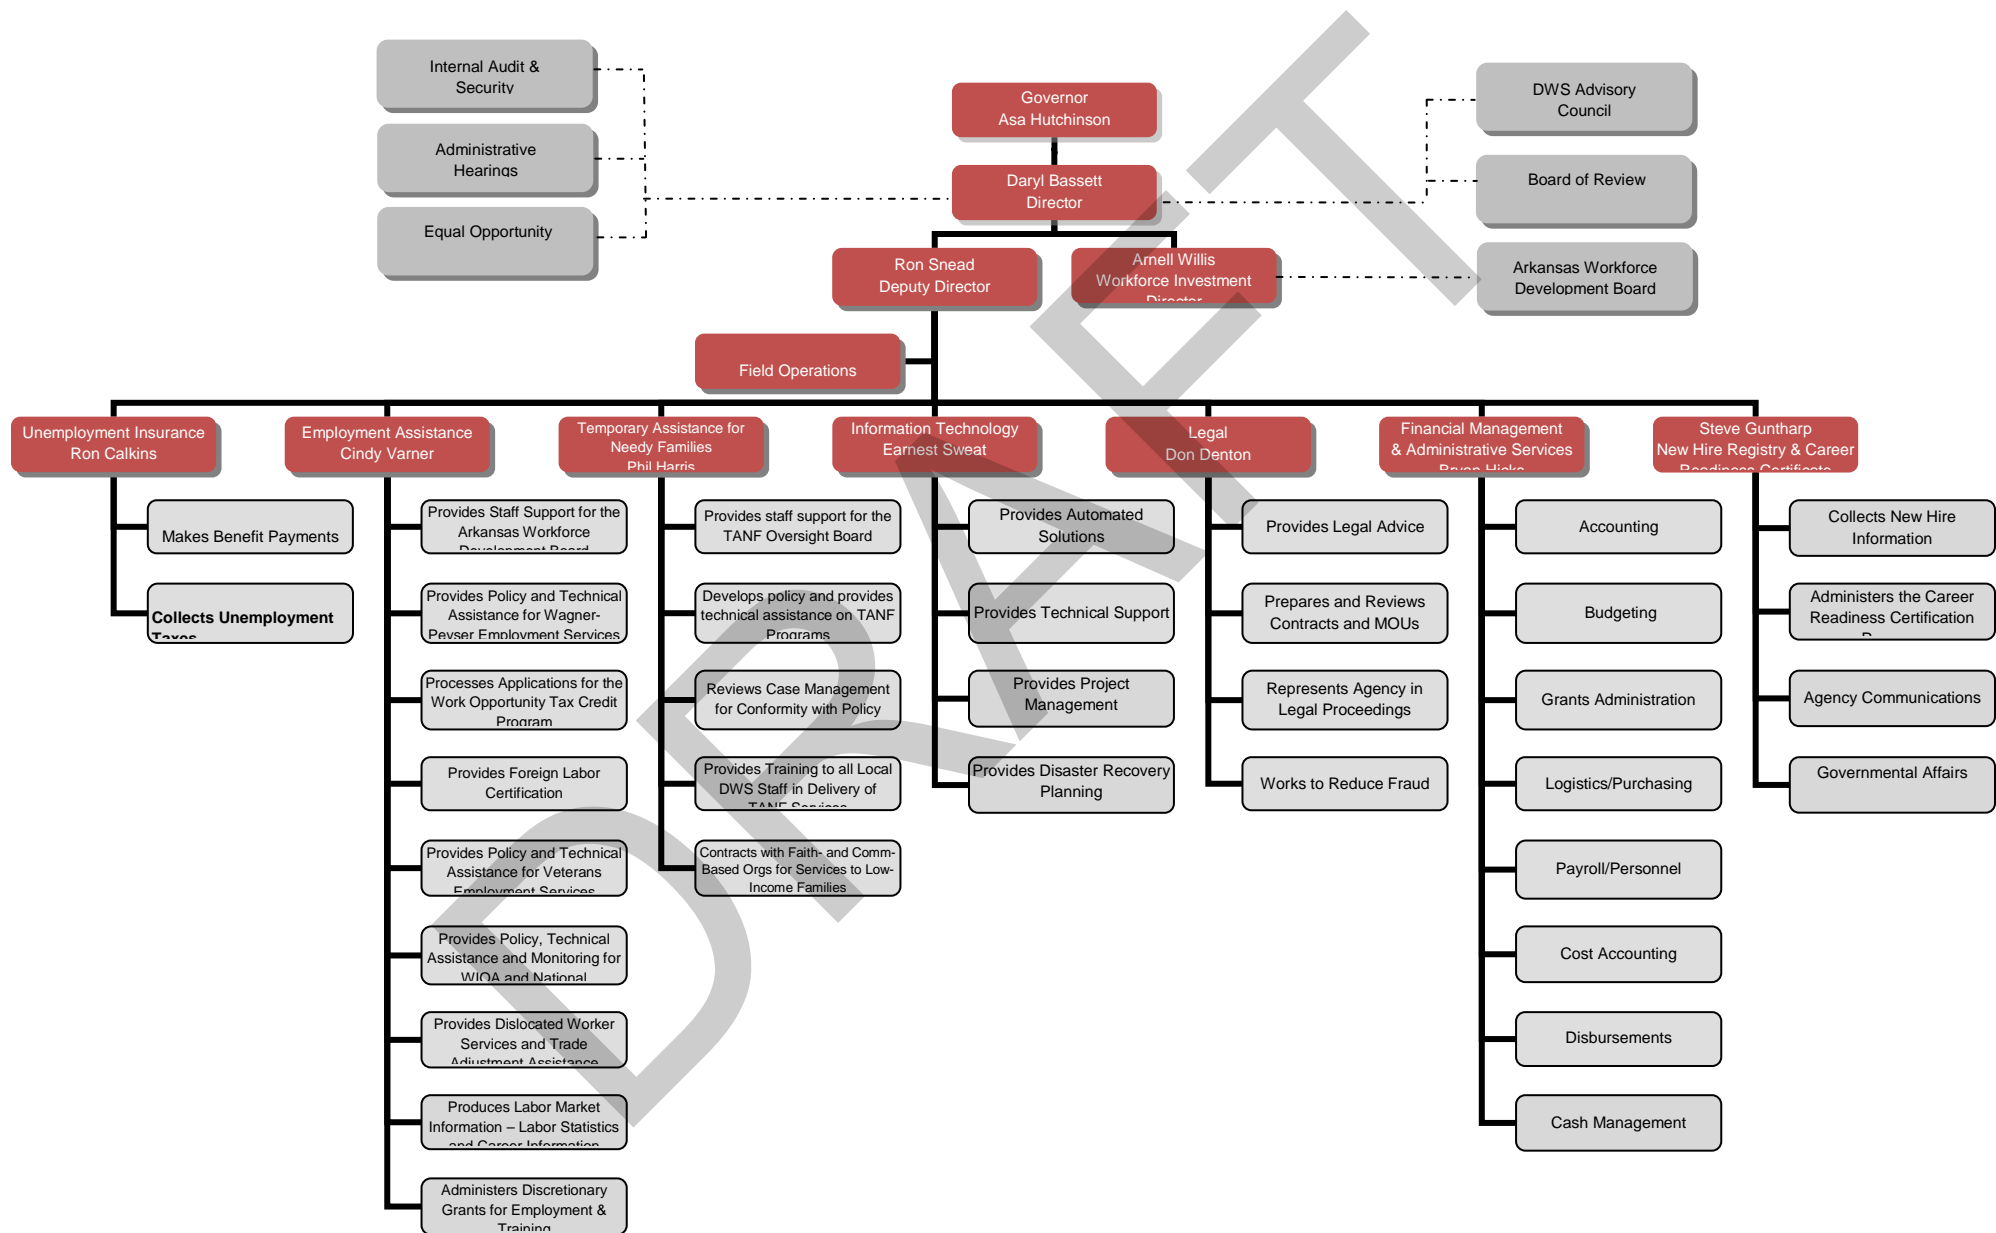 Internal Audit &
Security
Administrative
Hearings
Equal Opportunity
Governor
Asa Hutchinson
Daryl Bassett
Director
DWS Advisory
Council
Board of Review
Arkansas Workforce
Development Board
Ron Snead
Deputy Director
Arnell Willis
Workforce Investment
Director
Field Operations
Unemployment Insurance
Ron Calkins
Employment Assistance
Cindy Varner
Temporary Assistance for
Needy Families
Phil Harris
Information Technology
Earnest Sweat
Legal
Don Denton
Financial Management
& Administrative Services
Bryan Hicks
Steve Guntharp
New Hire Registry & Career
Readiness Certificate
Makes Benefit Payments
Collects Unemployment
Taxes
Provides Staff Support for the
Arkansas Workforce
Development Board
Provides Policy and Technical
Assistance for Wagner-
Peyser Employment Services
Processes Applications for the
Work Opportunity Tax Credit
Program
Provides Foreign Labor
Certification
Provides Policy and Technical
Assistance for Veterans
Employment Services
Provides Policy, Technical
Assistance and Monitoring for
WIOA and National
Provides Dislocated Worker
Services and Trade
Adjustment Assistance
Produces Labor Market
Information – Labor Statistics
and Career Information
Administers Discretionary
Grants for Employment &
Training
Provides staff support for the
TANF Oversight Board
Develops policy and provides
technical assistance on TANF
Programs
Reviews Case Management
for Conformity with Policy
Provides Training to all Local
DWS Staff in Delivery of
TANF Services
Contracts with Faith- and Comm-
Based Orgs for Services to Low-
Income Families
Provides Automated
Solutions
Provides Technical Support
Provides Project
Management
Provides Disaster Recovery
Planning
Provides Legal Advice
Prepares and Reviews
Contracts and MOUs
Represents Agency in
Legal Proceedings
Works to Reduce Fraud
Accounting
Budgeting
Grants Administration
Logistics/Purchasing
Payroll/Personnel
Cost Accounting
Disbursements
Cash Management
Collects New Hire
Information
Administers the Career
Readiness Certification
Agency Communications
Governmental Affairs
DRAFT